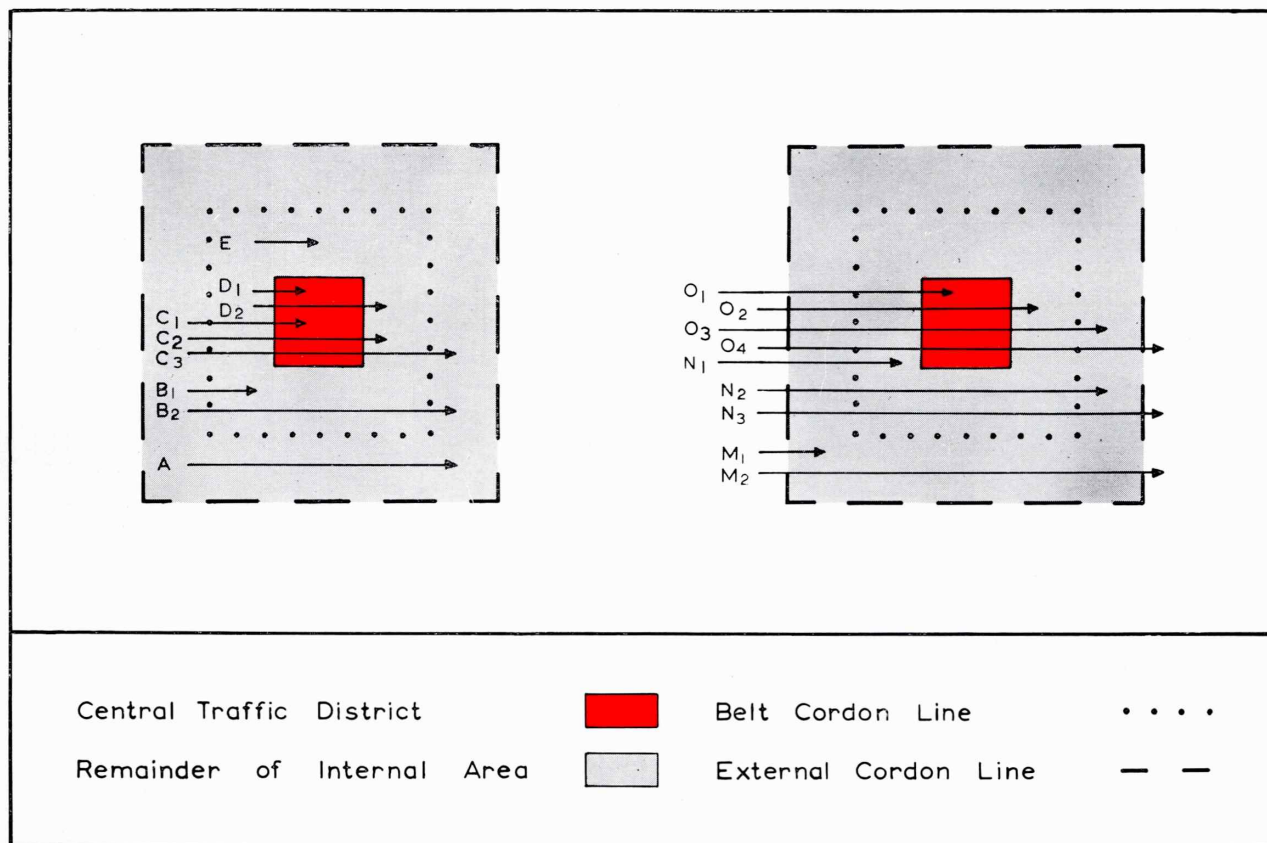 E
D1
D2
C1
C2
C3
B1
B2
A
O1
O2
O3
O4
N1
N2
N3
M1
M2
Central Traffic District
Belt Cordon Line
Remainder of Internal Area
External Cordon Line